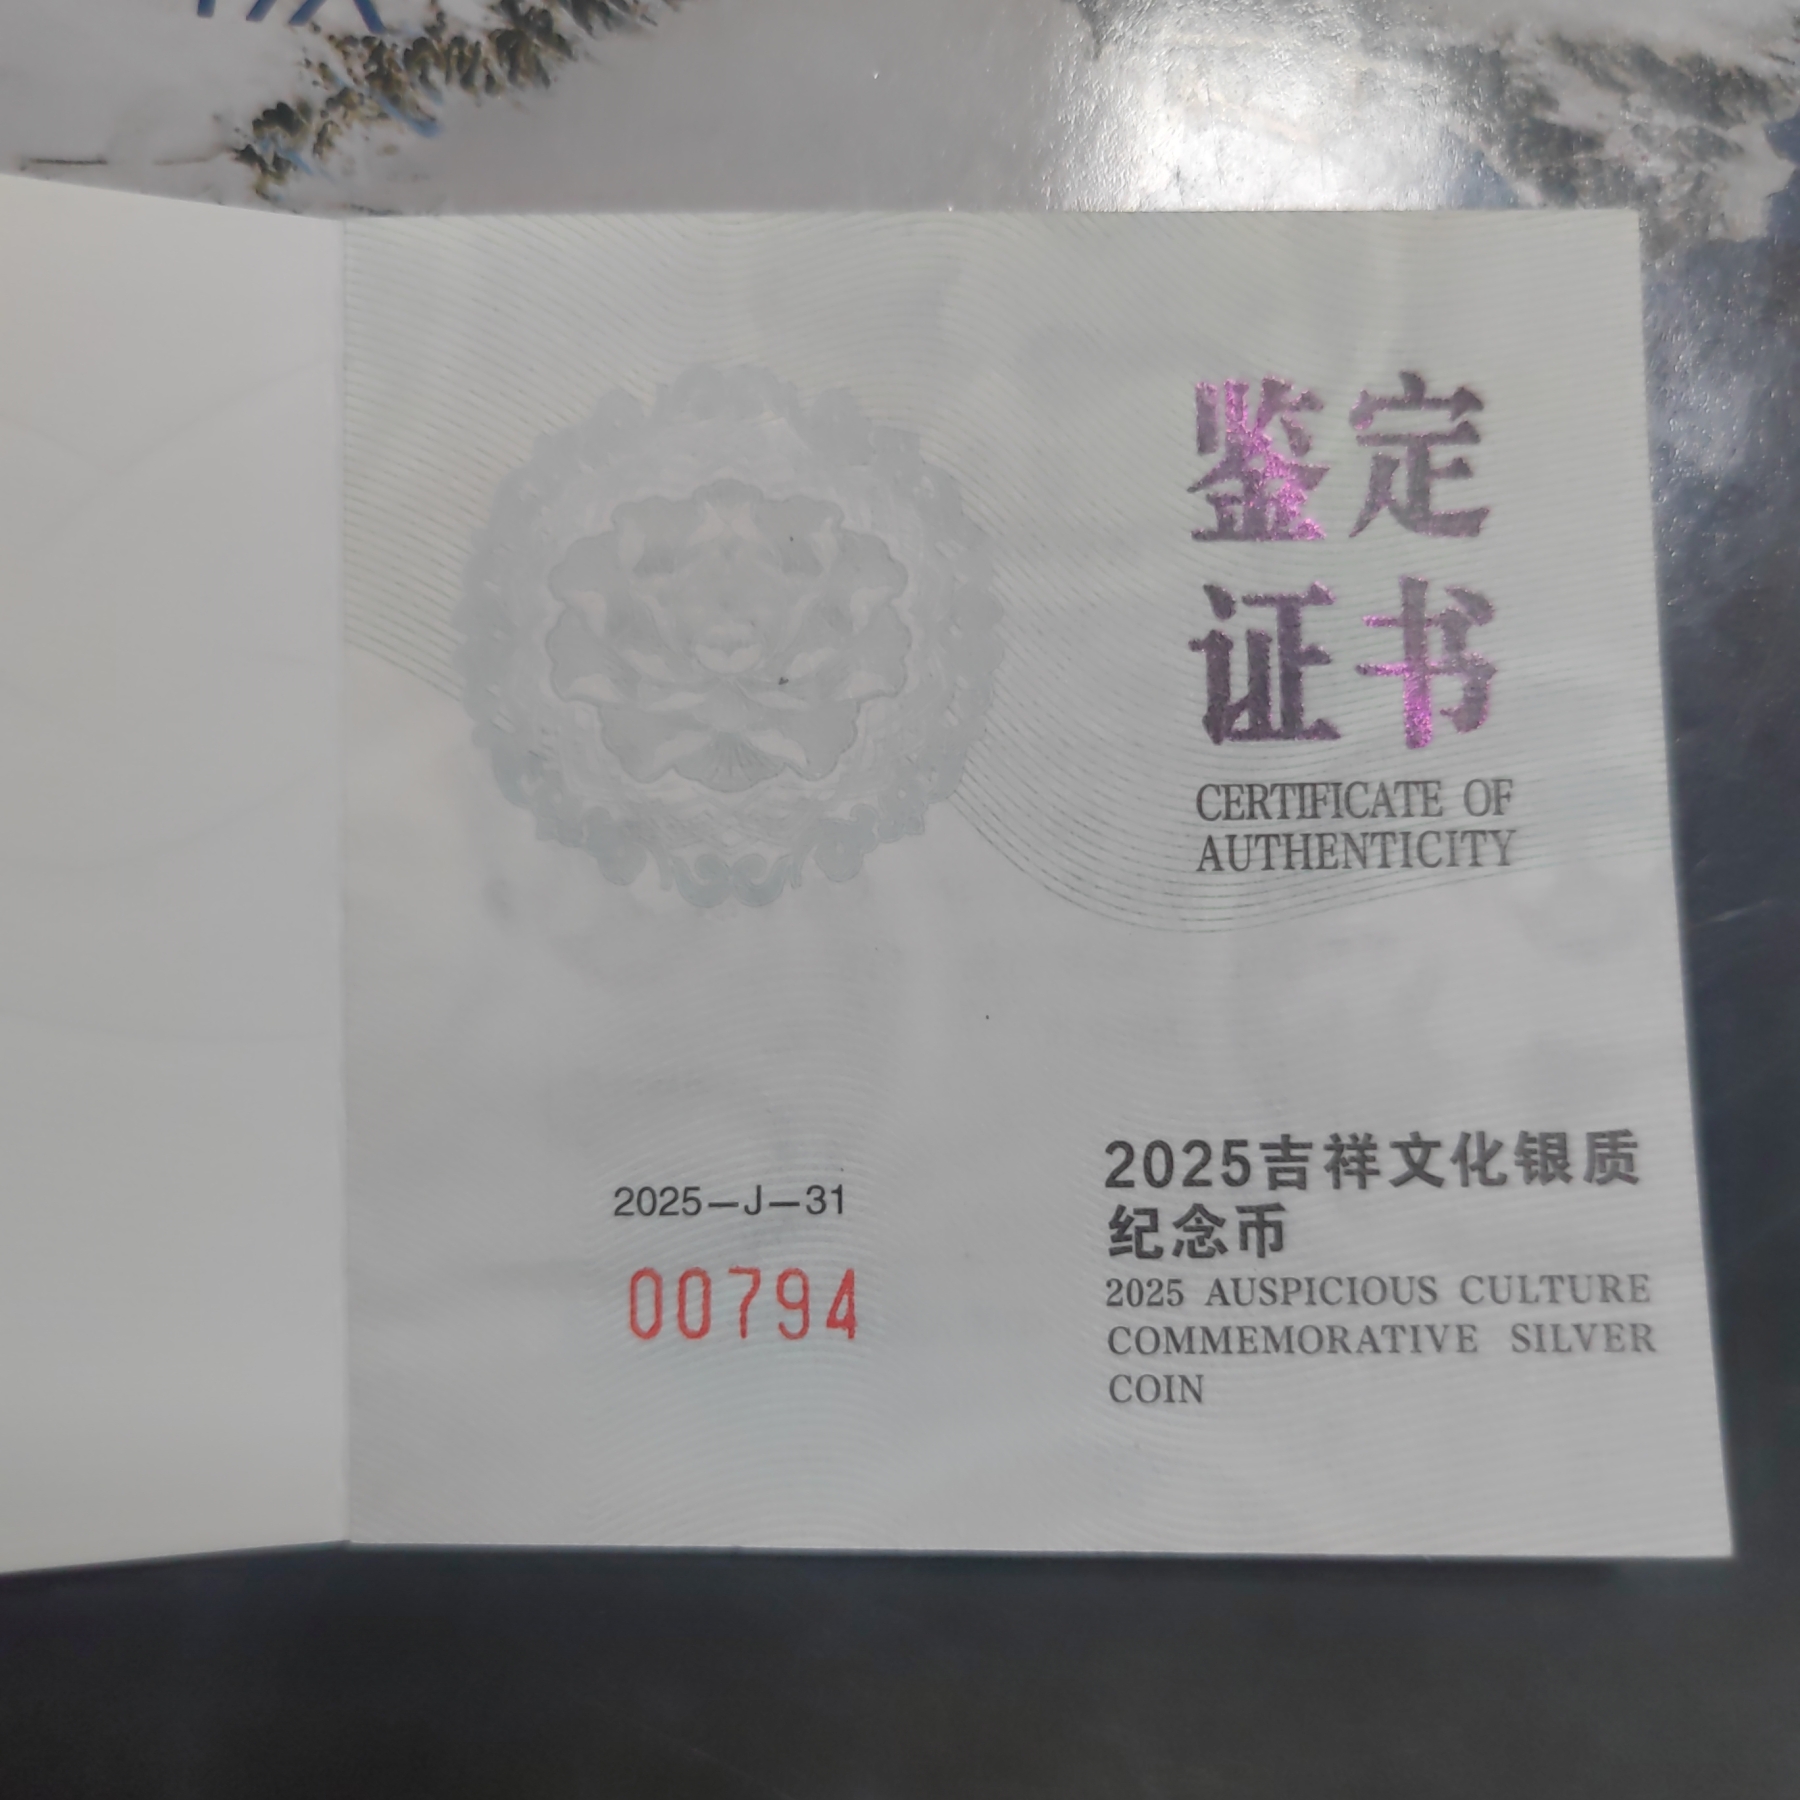 鉴定
证书
CERTIFICATE OF
AUTHENTICITY
2025吉祥文化银质
纪念币
2025 AUSPICIOUS CULTURE
COMMEMORATIVE SILVER
COIN
2025—J—31
00794